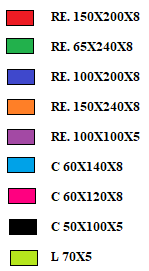 RE. 150X200X8
RE. 65X240X8
RE. 100X200X8
RE. 150X240X8
RE. 100X100X5
C 60X140X8
C 60X120X8
C 50X100X5
L 70X5